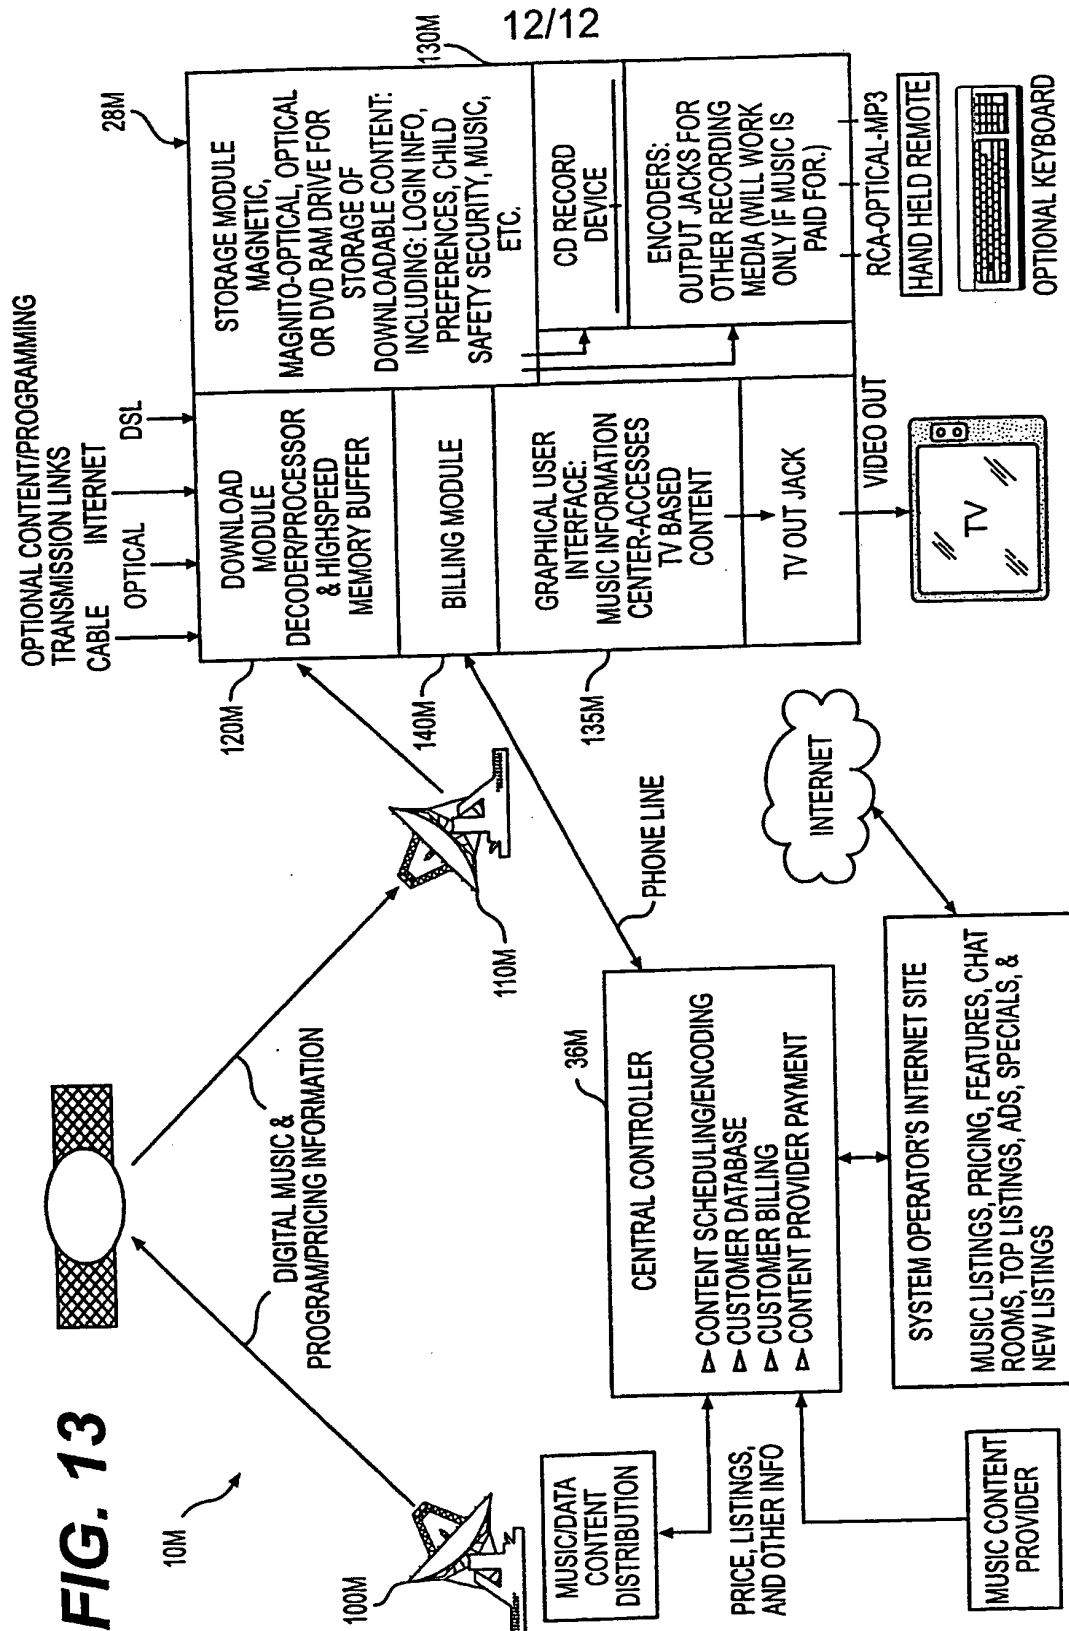 12/12
FIG. 13
10M
100M
DIGITAL MUSIC &
PROGRAM/PRICING INFORMATION
110M
OPTIONAL CONTENT/PROGRAMMING
TRANSMISSION LINKS
CABLE
OPTICAL
INTERNET
DSL
28M
120M
DOWNLOAD
MODULE
DECODER/PROCESSOR
& HIGHSPEED
MEMORY BUFFER
140M
BILLING MODULE
135M
GRAPHICAL USER
INTERFACE:
MUSIC INFORMATION
CENTER-ACCESSES
TV BASED
CONTENT
TV OUT JACK
VIDEO OUT
TV
130M
STORAGE MODULE
MAGNETIC,
MAGNITO-OPTICAL, OPTICAL
OR DVD RAM DRIVE FOR
STORAGE OF
DOWNLOADABLE CONTENT:
INCLUDING: LOGIN INFO,
PREFERENCES, CHILD
SAFETY SECURITY, MUSIC,
ETC.
CD RECORD
DEVICE
ENCODERS:
OUTPUT JACKS FOR
OTHER RECORDING
MEDIA (WILL WORK
ONLY IF MUSIC IS
PAID FOR.)
RCA-OPTICAL-MP3
HAND HELD REMOTE
OPTIONAL KEYBOARD
PHONE LINE
36M
CENTRAL CONTROLLER
CONTENT SCHEDULING/ENCODING
CUSTOMER DATABASE
CUSTOMER BILLING
CONTENT PROVIDER PAYMENT
INTERNET
MUSIC/DATA
CONTENT
DISTRIBUTION
PRICE, LISTINGS,
AND OTHER INFO
MUSIC CONTENT
PROVIDER
SYSTEM OPERATOR'S INTERNET SITE
MUSIC LISTINGS, PRICING, FEATURES, CHAT
ROOMS, TOP LISTINGS, ADS, SPECIALS, &
NEW LISTINGS